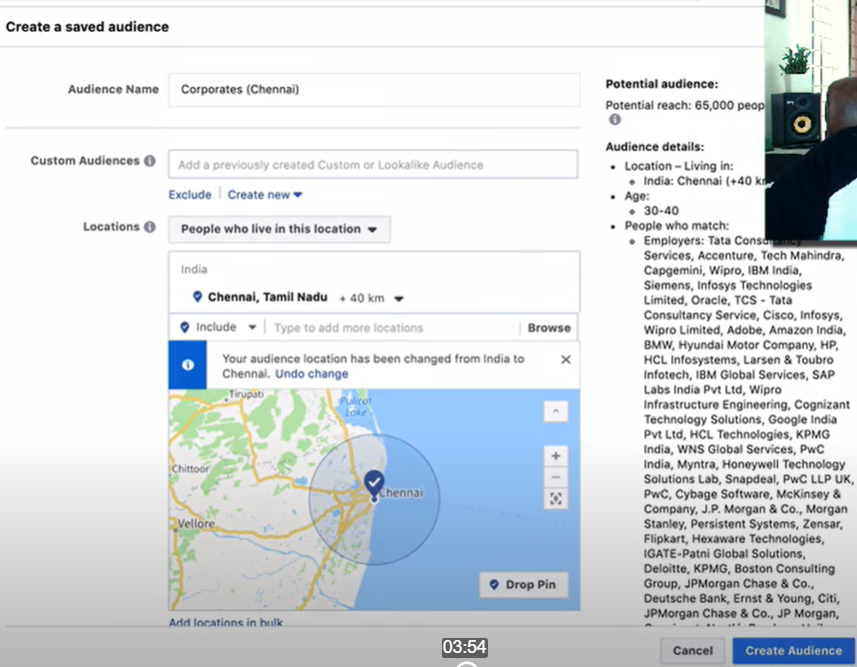 Create a saved audience
Audience Name
Corporates (Chennai)
Custom Audiences
Add a previously created Custom or Lookalike Audience
Exclude
Create new
Locations
People who live in this location
India
Chennai, Tamil Nadu + 40 km
Include
Type to add more locations
Browse
Your audience location has been changed from India to
Chennai. Undo change
Tirupati
Pulicat
Lake
Chittoor
Chennai
Vellore
Drop Pin
Add locations in bulk
Potential audience:
Potential reach: 65,000
Audience details:
Location – Living in:
India: Chennai (+40
Age:
30-40
People who match:
Employers: Tata Consultancy
Services, Accenture, Tech Mahindra,
Capgemini, Wipro, IBM India,
Siemens, Infosys Technologies
Limited, Oracle, TCS - Tata
Consultancy Service, Cisco, Infosys,
Wipro Limited, Adobe, Amazon India,
BMW, Hyundai Motor Company, HP,
HCL Infosystems, Larsen & Toubro
Infotech, IBM Global Services, SAP
Labs India Pvt Ltd, Wipro
Infrastructure Engineering, Cognizant
Technology Solutions, Google India
Pvt Ltd, HCL Technologies, KPMG
India, WNS Global Services, PwC
India, Myntra, Honeywell Technology
Solutions Lab, Snapdeal, PwC LLP UK,
PwC, Cybage Software, McKinsey &
Company, J.P. Morgan & Co., Morgan
Stanley, Persistent Systems, Zensar,
Flipkart, Hexaware Technologies,
IGATE-Patni Global Solutions,
Deloitte, KPMG, Boston Consulting
Group, JPMorgan Chase & Co.,
Deutsche Bank, Ernst & Young, Citi,
JPMorgan Chase & Co., JP Morgan,
03:54
Cancel
Create Audience